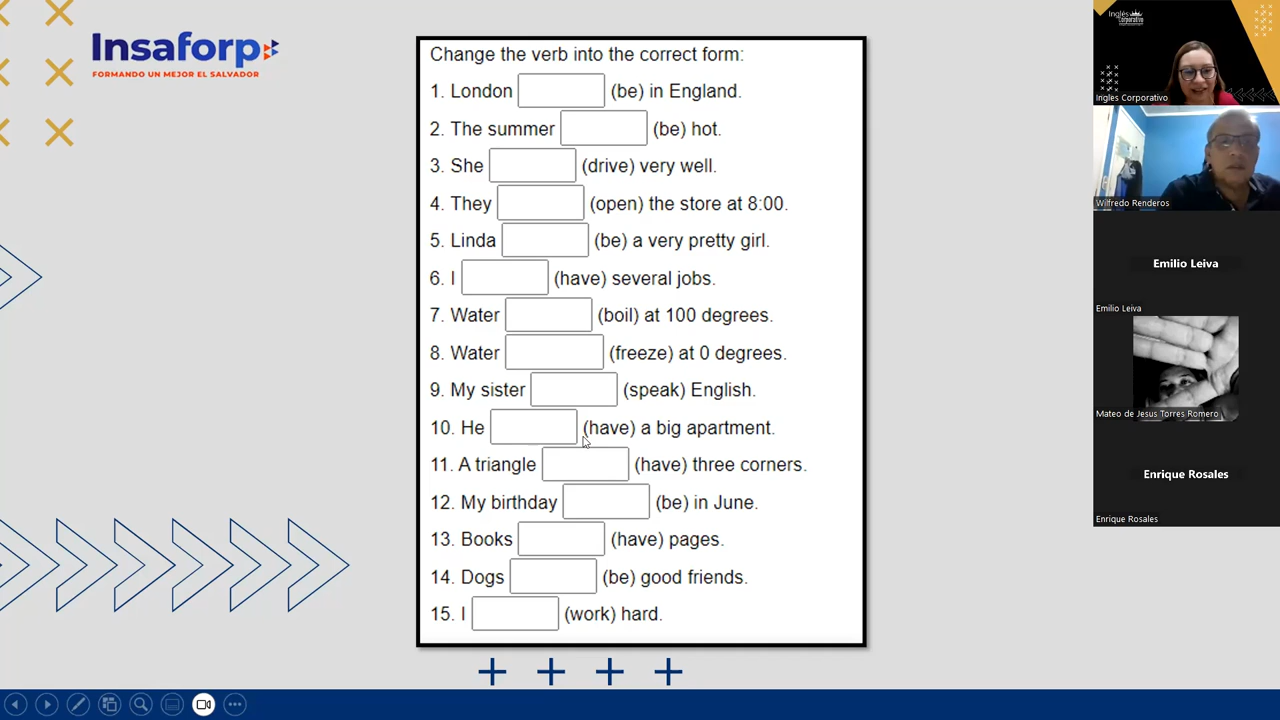 Insaforp
FORMANDO UN MEJOR EL SALVADOR
Change the verb into the correct form:
1. London (be) in England.
2. The summer (be) hot.
3. She (drive) very well.
4. They (open) the store at 8:00.
5. Linda (be) a very pretty girl.
6. I (have) several jobs.
7. Water (boil) at 100 degrees.
8. Water (freeze) at 0 degrees.
9. My sister (speak) English.
10. He (have) a big apartment.
11. A triangle (have) three corners.
12. My birthday (be) in June.
13. Books (have) pages.
14. Dogs (be) good friends.
15. I (work) hard.
Inglés
Corporativo
Ingles Corporativo
Wilfredo Renderos
Emilio Leiva
Emilio Leiva
Mateo de Jesus Torres Romero
Enrique Rosales
Enrique Rosales